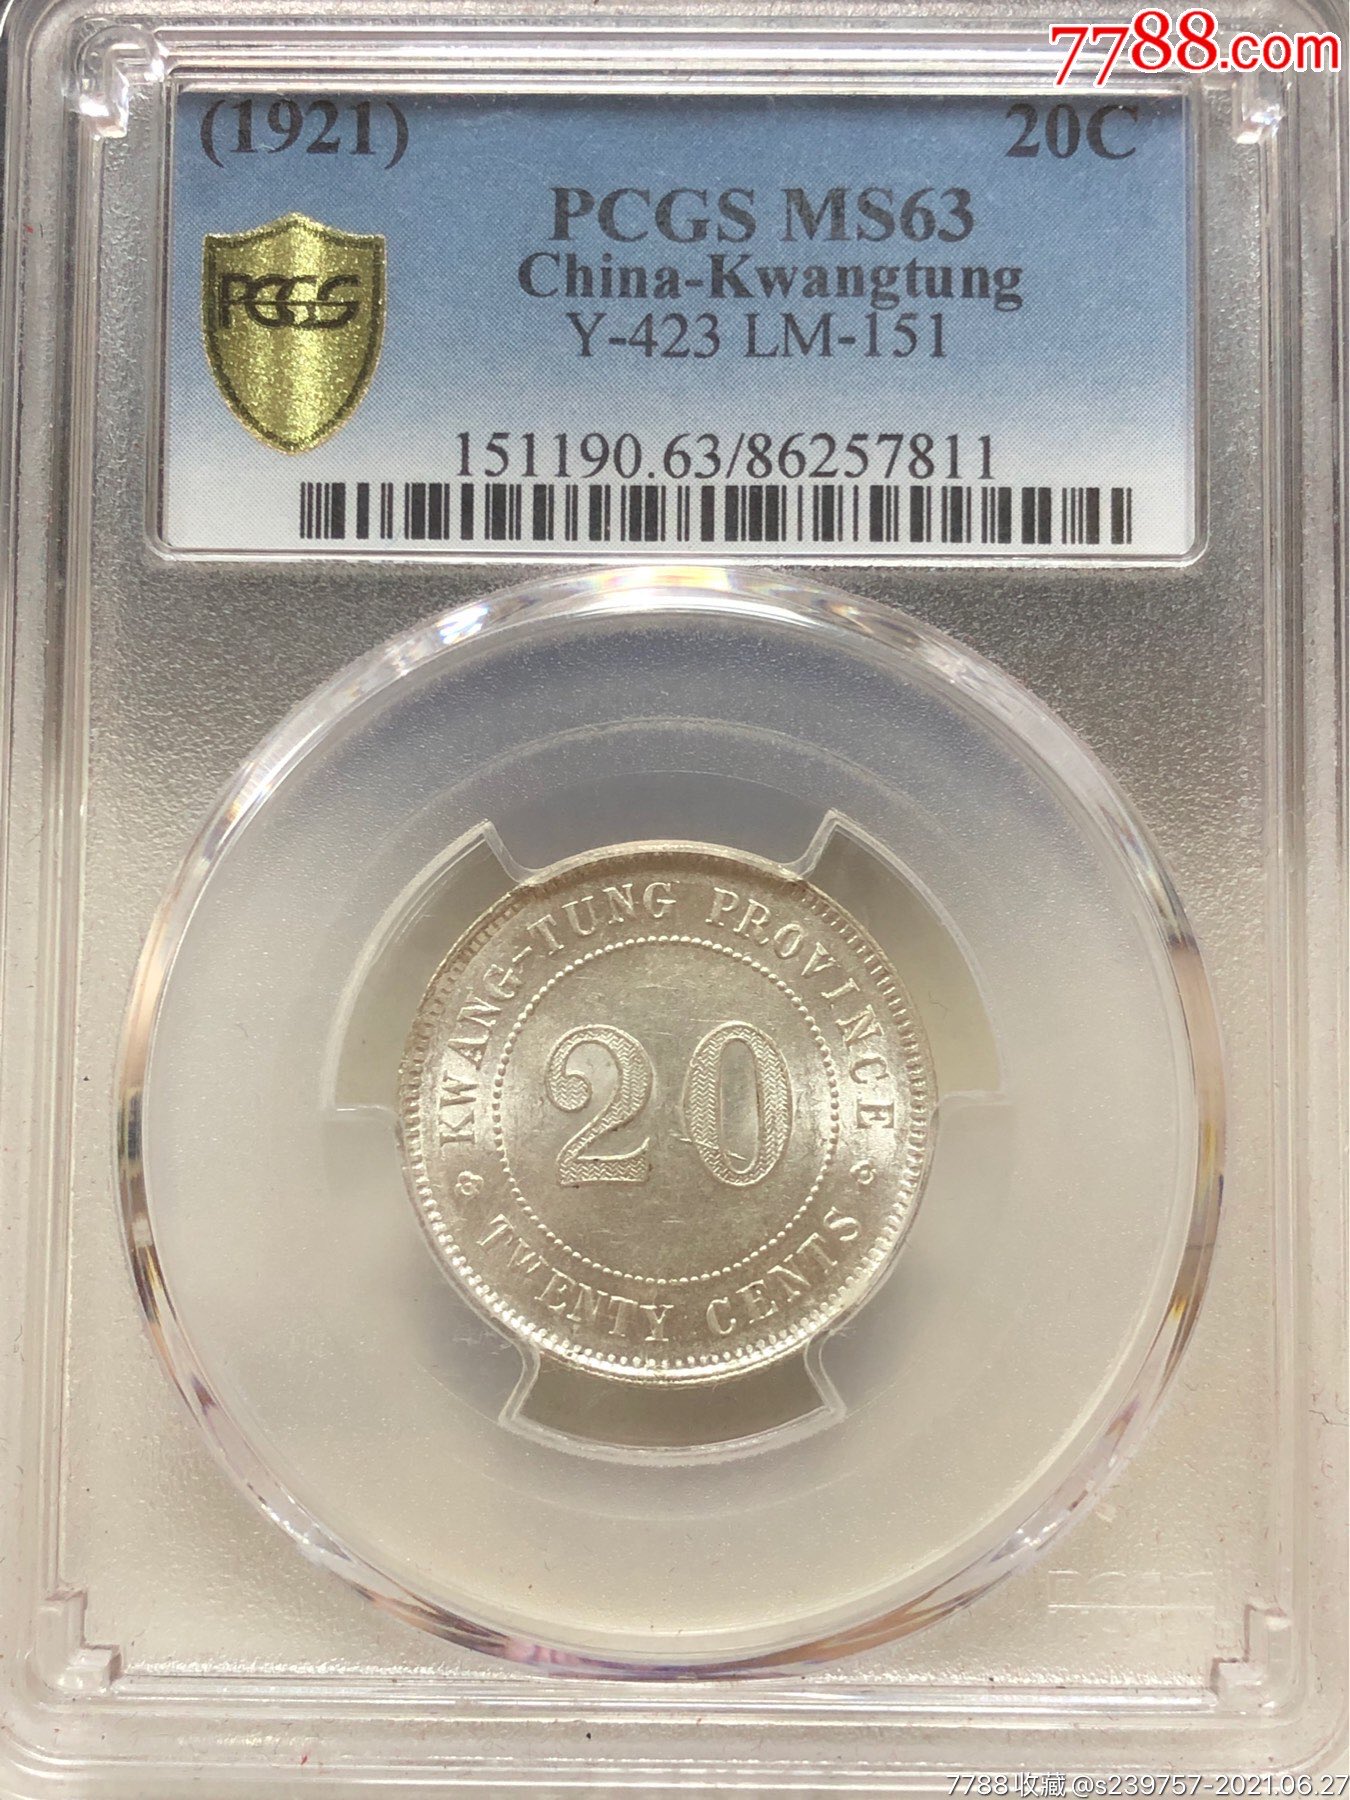 7788.com
(1921) 20C
PCGS MS63
China-Kwangtung
Y-423 LM-151
PCGS
151190.63/86257811
KWANG-TUNG PROVINCE
20
TWENTY CENTS
7788收藏@s239757-2021.06.27